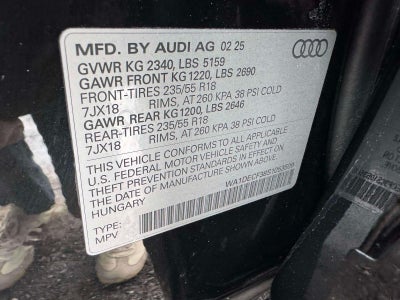 MFD. BY AUDI AG 02 25
GVWR KG 2340, LBS 5159
GAWR FRONT KG1220, LBS 2690
FRONT-TIRES 235/55 R18
7JX18 RIMS, AT 260 KPA 38 PSI COLD
GAWR REAR KG1200, LBS 2646
REAR-TIRES 235/55 R18
7JX18 RIMS, AT 260 KPA 38 PSI COLD
THIS VEHICLE CONFORMS TO ALL APPLICABLE
U.S. FEDERAL MOTOR VEHICLE SAFETY AND
THEFT PREVENTION STANDARDS IN EFFECT ON
THE DATE OF MANUFACTURE SHOWN ABOVE.
HUNGARY
TYPE:
MPV